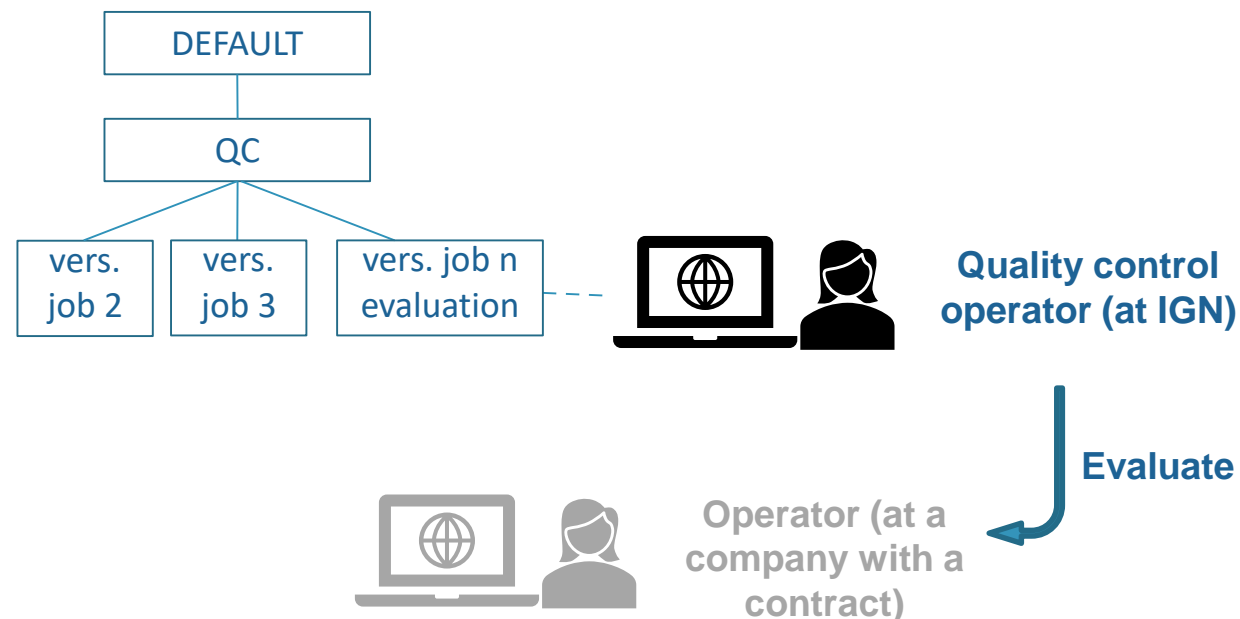 DEFAULT
QC
vers.
job 2
vers.
job 3
vers. job n
evaluation
Quality control
operator (at IGN)
Evaluate
Operator (at a
company with a
contract)